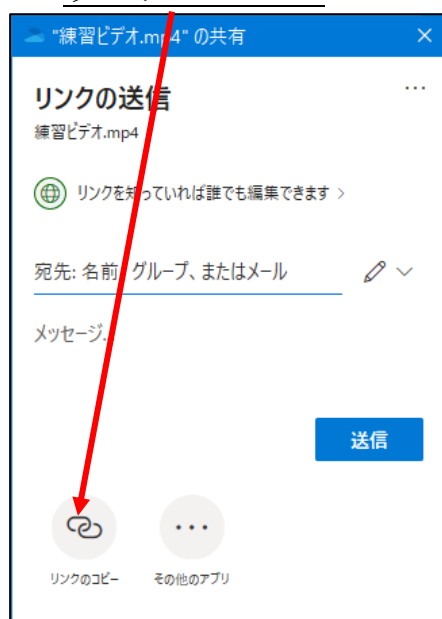 "練習ビデオ.mp4" の共有
リンクの送信
練習ビデオ.mp4
リンクを知っていれば誰でも編集できます
宛先: 名前、グループ、またはメール
メッセージ...
送信
リンクのコピー
その他のアプリ